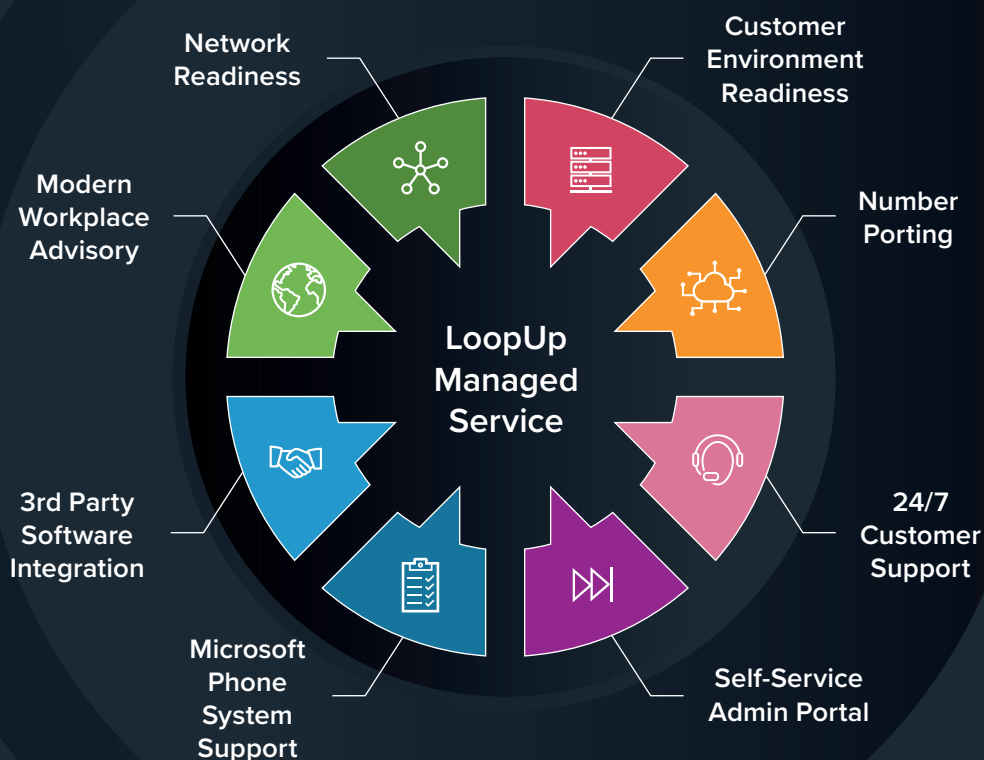 Network
Readiness
Customer
Environment
Readiness
Modern
Workplace
Advisory
Number
Porting
LoopUp
Managed
Service
3rd Party
Software
Integration
24/7
Customer
Support
Microsoft
Phone
System
Support
Self-Service
Admin Portal